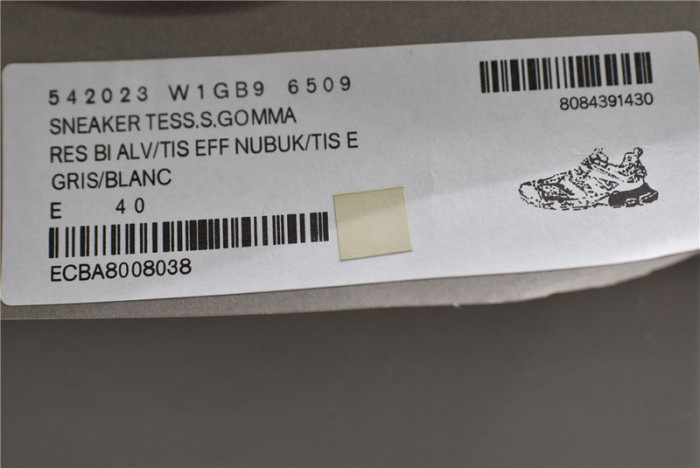 542023 W1GB9 6509
SNEAKER TESS.S.GOMMA
RES BI ALV/TIS EFF NUBUK/TIS E
GRIS/BLANC
E 40
ECBA8008038
8084391430